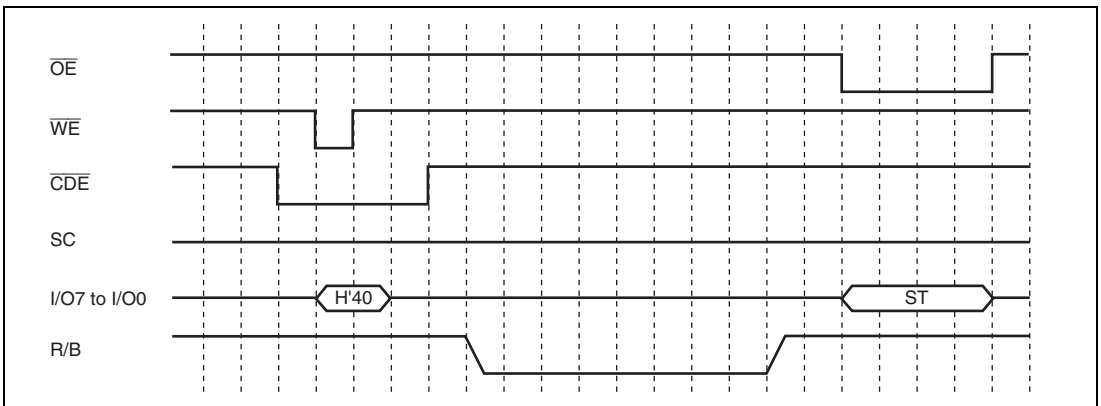 OE
WE
CDE
SC
I/O7 to I/O0
H'40
ST
R/B